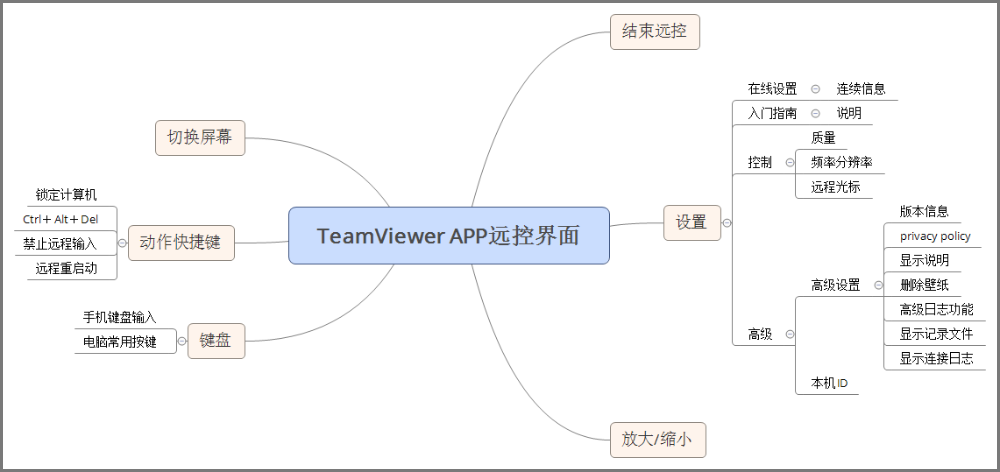 TeamViewer APP远控界面
结束远控
设置
在线设置
连续信息
入门指南
说明
控制
质量
频率分辨率
远程光标
高级
高级设置
版本信息
privacy policy
显示说明
删除壁纸
高级日志功能
显示记录文件
显示连接日志
本机 ID
放大/缩小
切换屏幕
动作快捷键
锁定计算机
Ctrl＋Alt＋Del
禁止远程输入
远程重启动
键盘
手机键盘输入
电脑常用按键